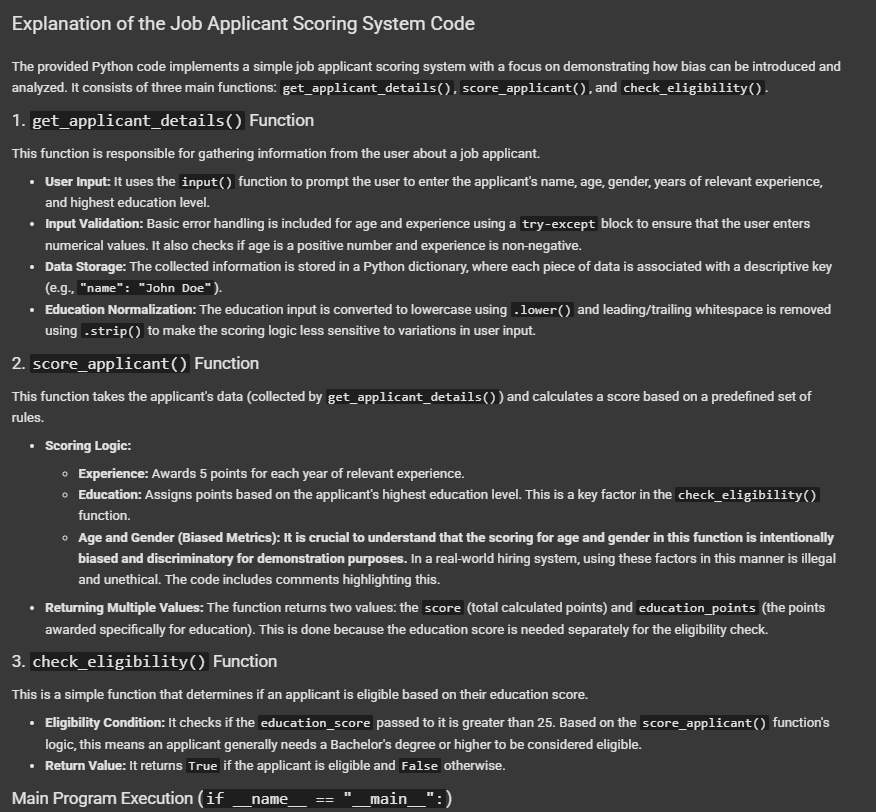 Explanation of the Job Applicant Scoring System Code
The provided Python code implements a simple job applicant scoring system with a focus on demonstrating how bias can be introduced and
analyzed. It consists of three main functions: get_applicant_details(), score_applicant(), and check_eligibility().
1. get_applicant_details() Function
This function is responsible for gathering information from the user about a job applicant.
• User Input: It uses the input() function to prompt the user to enter the applicant's name, age, gender, years of relevant experience,
and highest education level.
• Input Validation: Basic error handling is included for age and experience using a try-except block to ensure that the user enters
numerical values. It also checks if age is a positive number and experience is non-negative.
• Data Storage: The collected information is stored in a Python dictionary, where each piece of data is associated with a descriptive key
(e.g., "name": "John Doe").
• Education Normalization: The education input is converted to lowercase using .lower() and leading/trailing whitespace is removed
using .strip() to make the scoring logic less sensitive to variations in user input.
2. score_applicant() Function
This function takes the applicant's data (collected by get_applicant_details()) and calculates a score based on a predefined set of
rules.
• Scoring Logic:
◦ Experience: Awards 5 points for each year of relevant experience.
◦ Education: Assigns points based on the applicant's highest education level. This is a key factor in the check_eligibility()
function.
◦ Age and Gender (Biased Metrics): It is crucial to understand that the scoring for age and gender in this function is intentionally
biased and discriminatory for demonstration purposes. In a real-world hiring system, using these factors in this manner is illegal
and unethical. The code includes comments highlighting this.
• Returning Multiple Values: The function returns two values: the score (total calculated points) and education_points (the points
awarded specifically for education). This is done because the education score is needed separately for the eligibility check.
3. check_eligibility() Function
This is a simple function that determines if an applicant is eligible based on their education score.
• Eligibility Condition: It checks if the education_score passed to it is greater than 25. Based on the score_applicant() function's
logic, this means an applicant generally needs a Bachelor's degree or higher to be considered eligible.
• Return Value: It returns True if the applicant is eligible and False otherwise.
Main Program Execution (if __name__ == "__main__":)